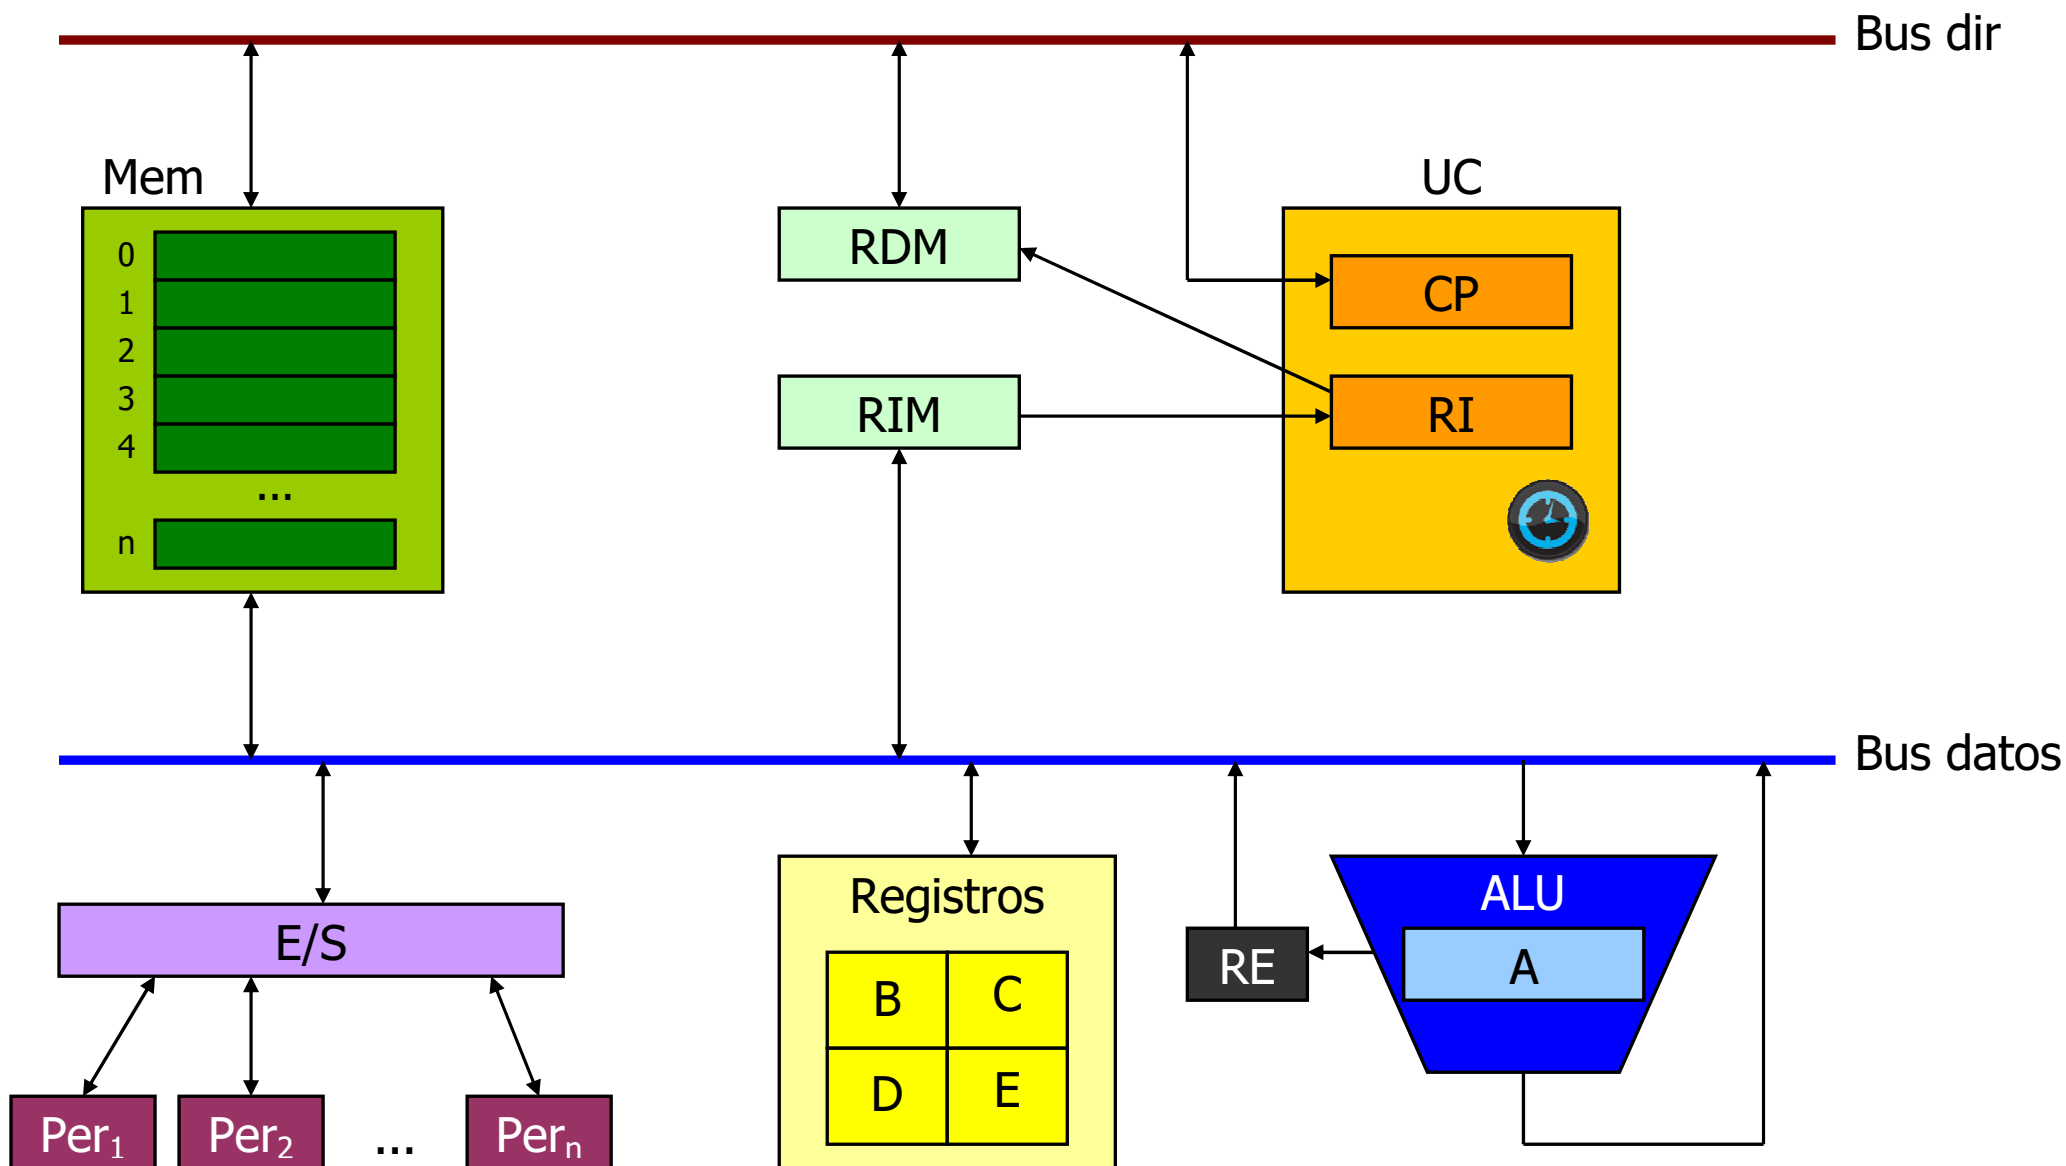 Bus dir
Mem
UC
0
1
2
3
4
...
n
RDM
RIM
CP
RI
Bus datos
E/S
Per1
Per2
...
Pern
Registros
B
C
D
E
RE
ALU
A